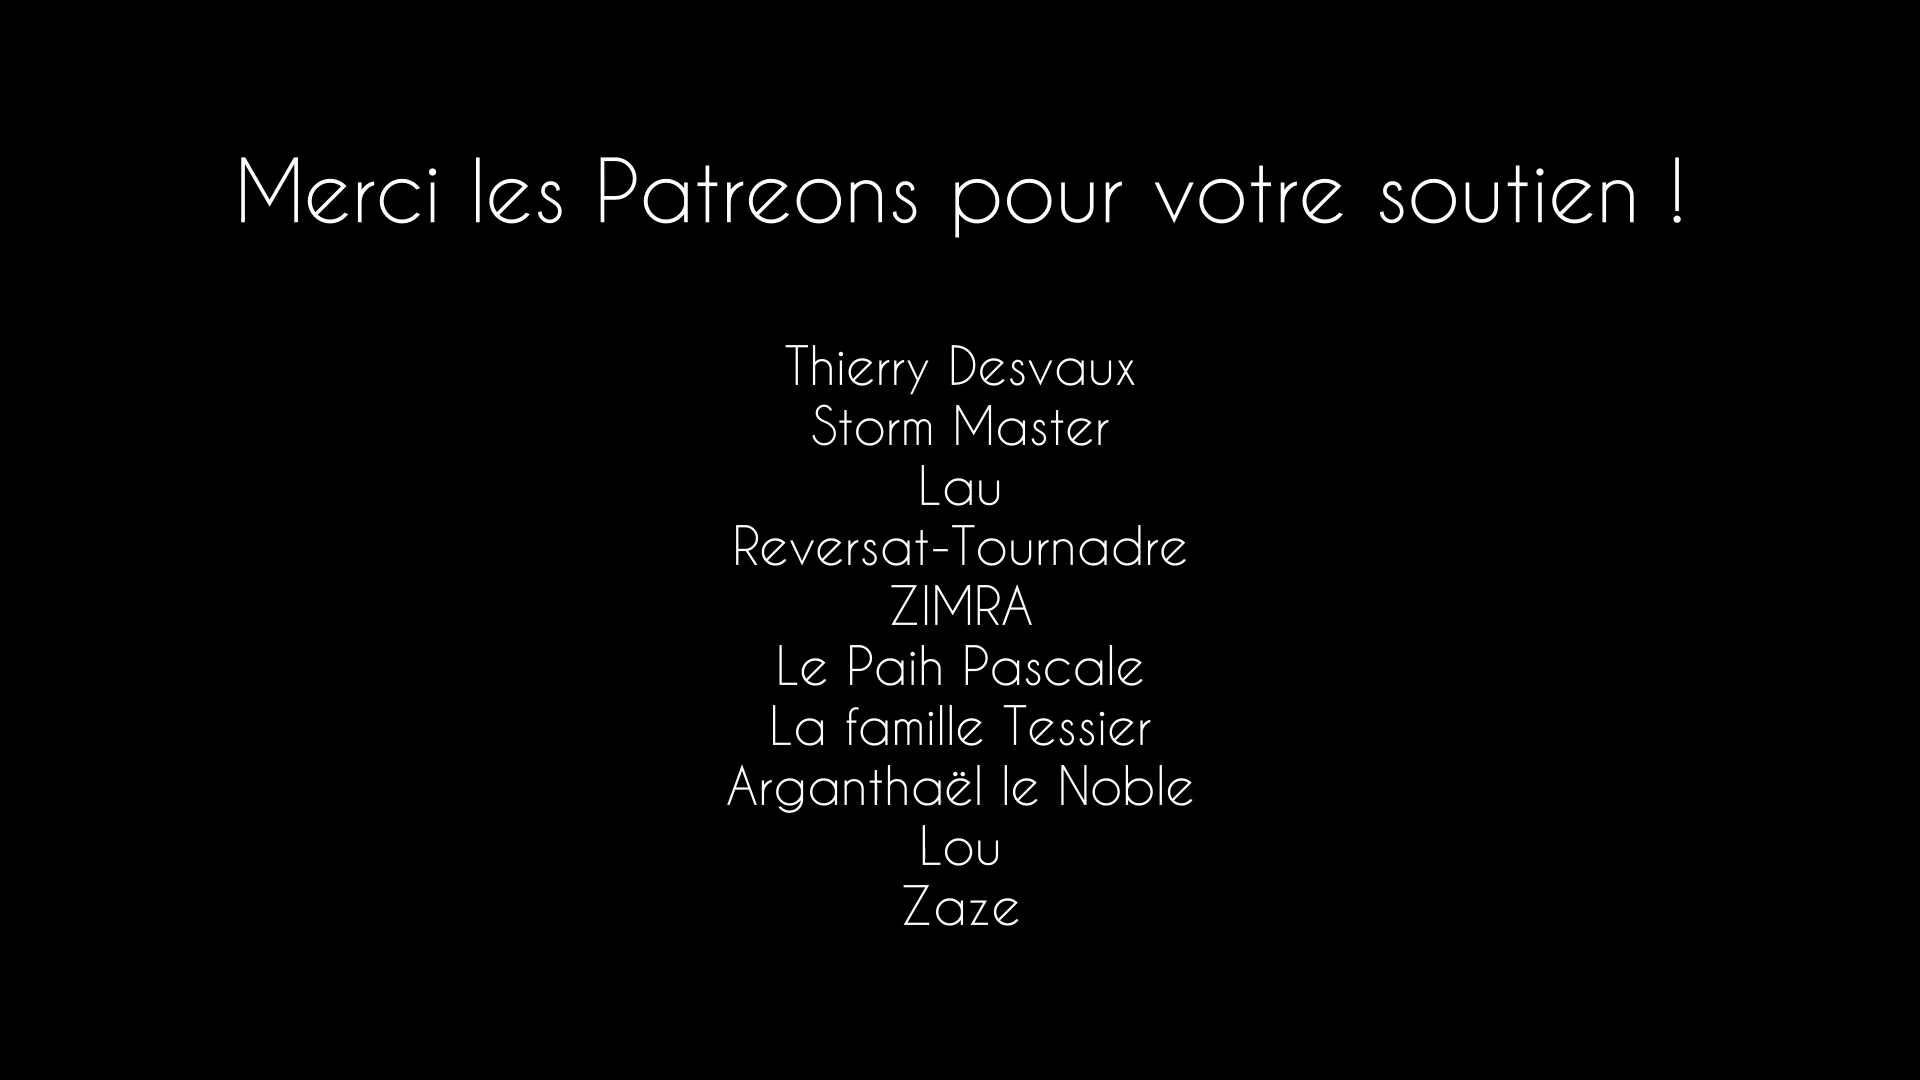 Merci les Patreons pour votre soutien !
Thierry Desvaux
Storm Master
Lau
Reversat-Tournadre
ZIMRA
Le Paih Pascale
La famille Tessier
Arganthaël le Noble
Lou
Zaze